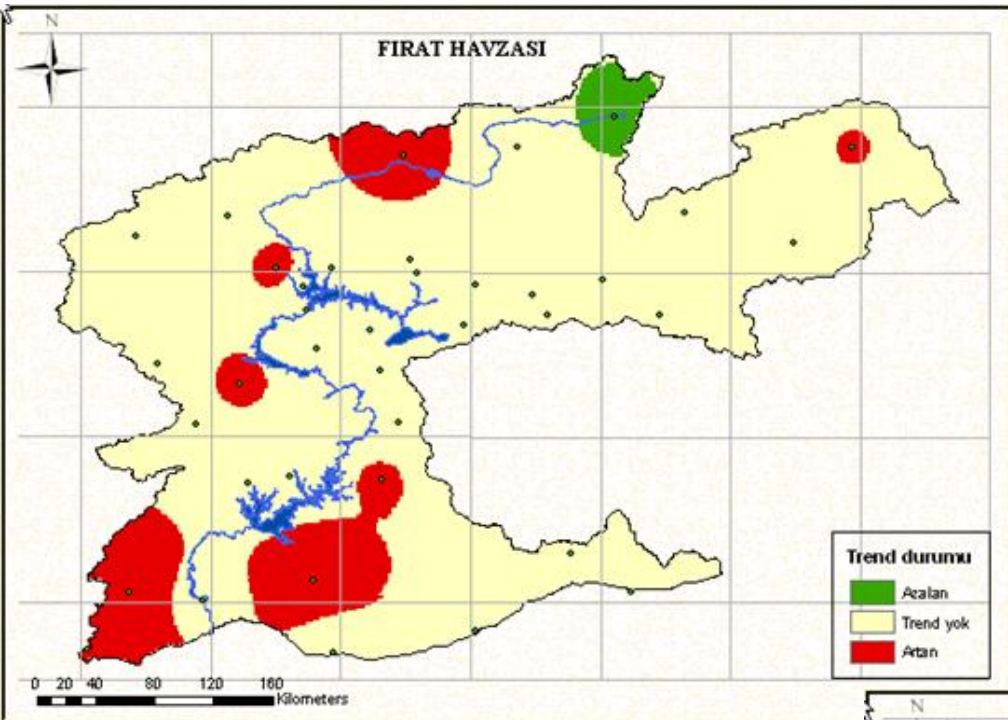 N
FIRAT HAVZASI
Trend durumu
Azalan
Trend yok
Artan
0 20 40 80 120 160
Kilometers
N